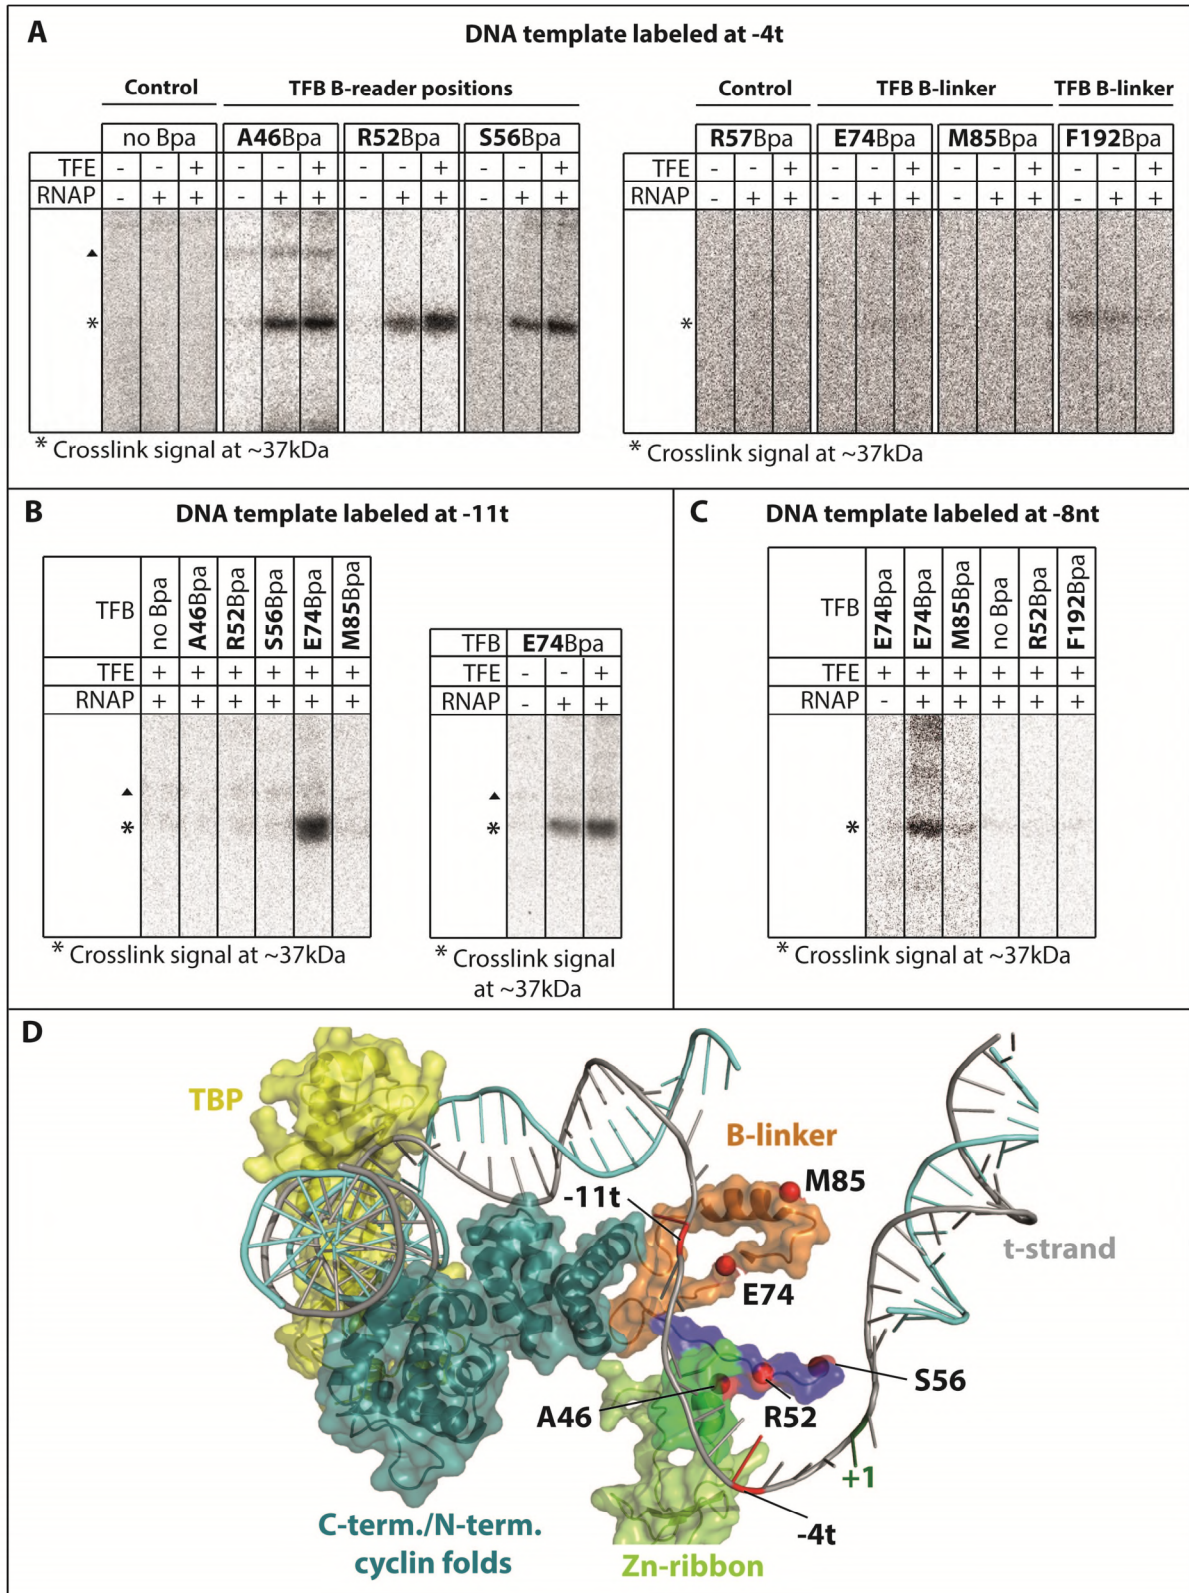 A
DNA template labeled at -4t
Control
TFB B-reader positions
no Bpa A46Bpa R52Bpa S56Bpa
TFE - - + - - + - - + - - +
RNAP - + + - + + - + + - + +
▲
*
* Crosslink signal at ~37kDa
Control
TFB B-linker
TFB B-linker
R57Bpa E74Bpa M85Bpa F192Bpa
TFE - - + - - + - - + - - +
RNAP - + + - + + - + + - + +
*
* Crosslink signal at ~37kDa
B
DNA template labeled at -11t
TFB no Bpa A46Bpa R52Bpa S56Bpa E74Bpa M85Bpa
TFE + + + + + +
RNAP + + + + + +
▲
*
* Crosslink signal at ~37kDa
TFB E74Bpa
TFE - - +
RNAP - + +
▲
*
* Crosslink signal
at ~37kDa
C
DNA template labeled at -8nt
TFB E74Bpa E74Bpa M85Bpa no Bpa R52Bpa F192Bpa
TFE + + + + + +
RNAP - + + + + +
*
* Crosslink signal at ~37kDa
D
TBP
B-linker
M85
-11t
t-strand
E74
S56
A46
R52
+1
-4t
C-term./N-term.
cyclin folds
Zn-ribbon